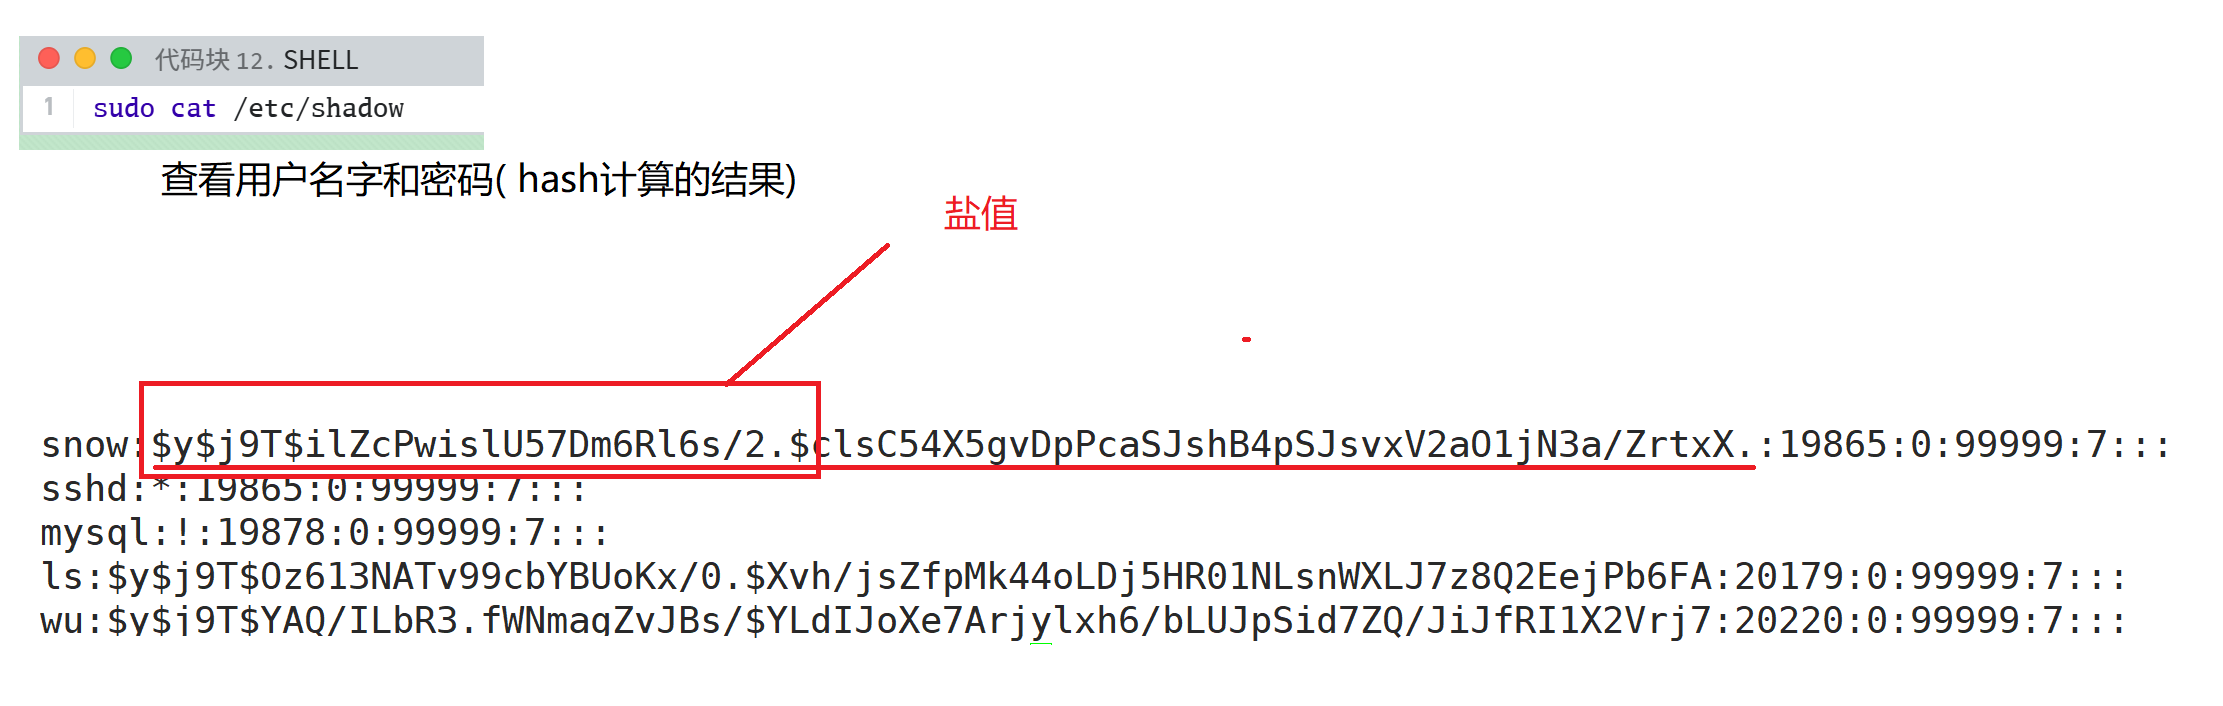 代码块 12. SHELL
1 sudo cat /etc/shadow
查看用户名字和密码( hash计算的结果)
盐值
snow:$y$j9T$ilZcPwislU57Dm6Rl6s/2.$clsC54X5gvDpPcaSJshB4pSJsvxV2aO1jN3a/ZrtxX.:19865:0:99999:7:::
sshd:*:19865:0:99999:7:::
mysql:!:19878:0:99999:7:::
ls:$y$j9T$Oz613NATv99cbYBUoKx/0.$Xvh/jsZfpMk44oLDj5HR01NLsnWXLJ7z8Q2EejPb6FA:20179:0:99999:7:::
wu:$y$j9T$YAQ/ILbR3.fWNmaqZvJBs/$YLdIJoXe7Arjylxh6/bLUJpSid7ZQ/JiJfRI1X2Vrj7:20220:0:99999:7:::